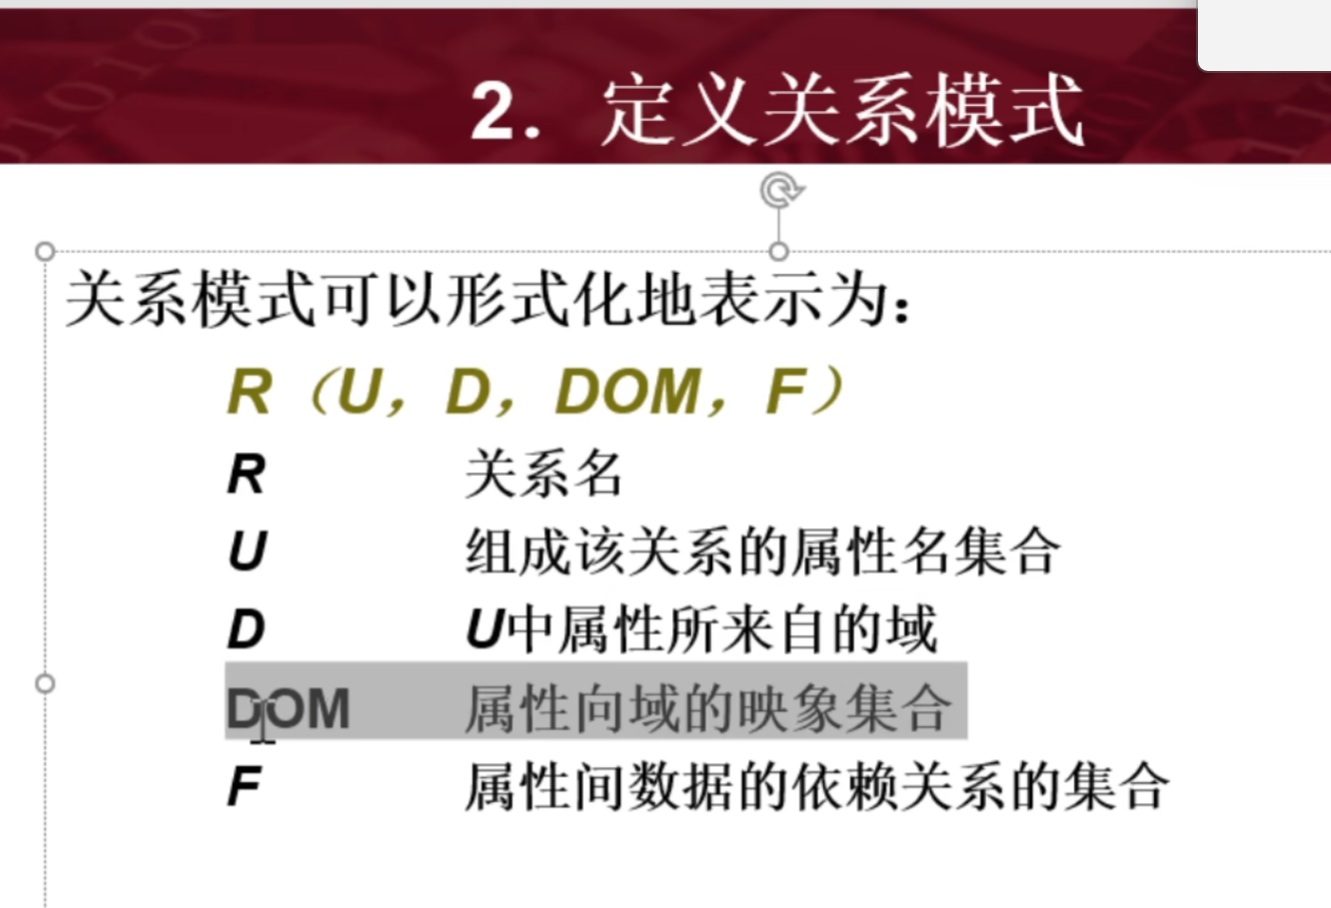 2. 定义关系模式
关系模式可以形式化地表示为：
R（U，D，DOM，F）
R 关系名
U 组成该关系的属性名集合
D U中属性所来自的域
DOM 属性向域的映象集合
F 属性间数据的依赖关系的集合